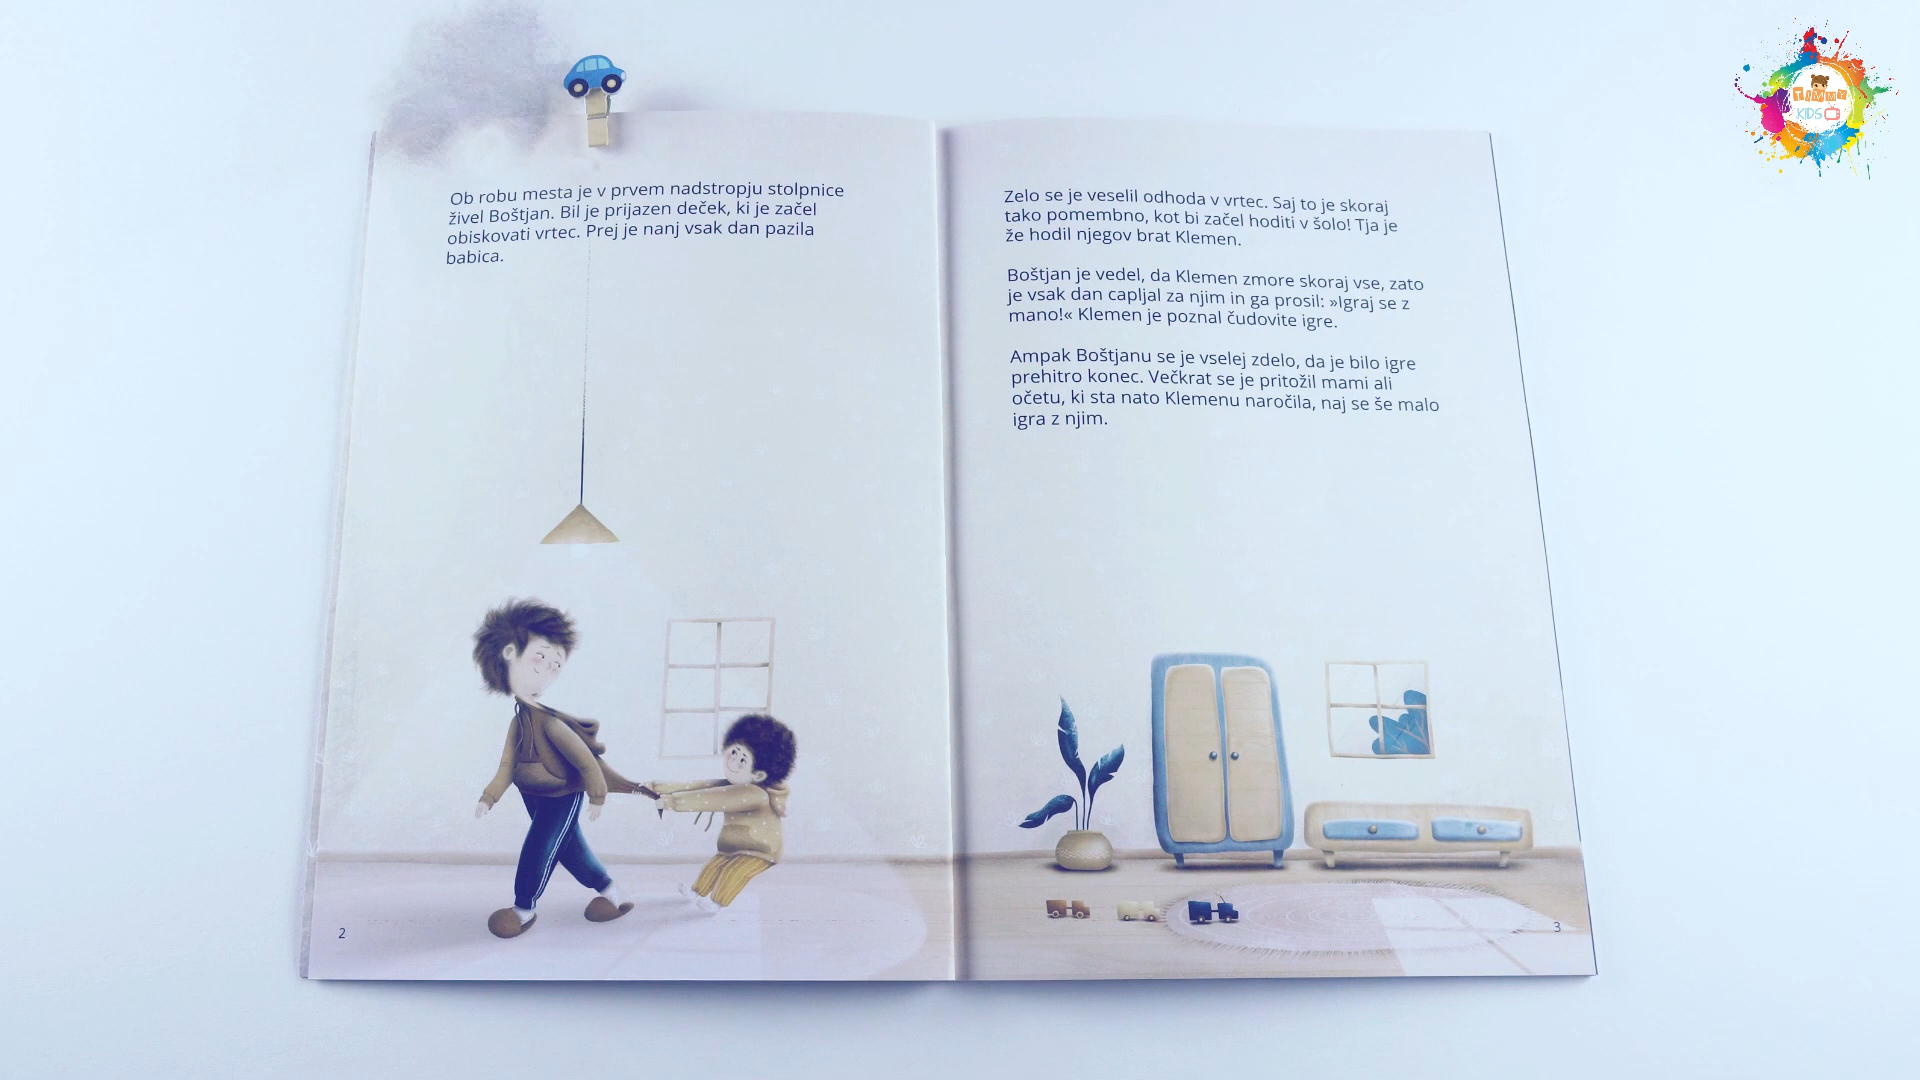 Ob robu mesta je v prvem nadstropju stolpnice
živel Boštjan. Bil je prijazen deček, ki je začel
obiskovati vrtec. Prej je nanj vsak dan pazila
babica.
2
Zelo se je veselil odhoda v vrtec. Saj to je skoraj
tako pomembno, kot bi začel hoditi v šolo! Tja je
že hodil njegov brat Klemen.
Boštjan je vedel, da Klemen zmore skoraj vse, zato
je vsak dan capljal za njim in ga prosil: »Igraj se z
mano!« Klemen je poznal čudovite igre.
Ampak Boštjanu se je vselej zdelo, da je bilo igre
prehitro konec. Večkrat se je pritožil mami ali
očetu, ki sta nato Klemenu naročila, naj se še malo
igra z njim.
3
TIMMY
KIDS